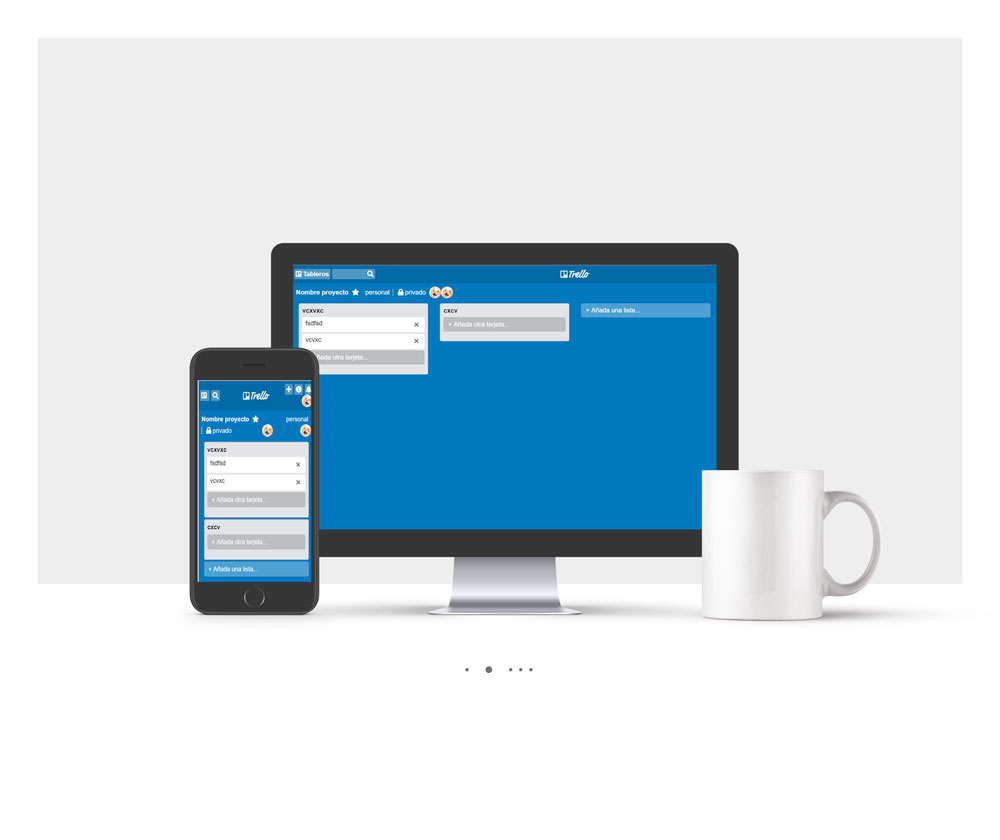 Tableros
Trello
Nombre proyecto personal privado
vcxvxc
fsdfsd
vcvxc
ñada otra tarjeta...
cxcv
+ Añada otra tarjeta...
+ Añada una lista...
Trello
Nombre proyecto personal
privado
vcxvxc
fsdfsd
vcvxc
+ Añada otra tarjeta...
cxcv
+ Añada otra tarjeta...
+ Añada una lista...